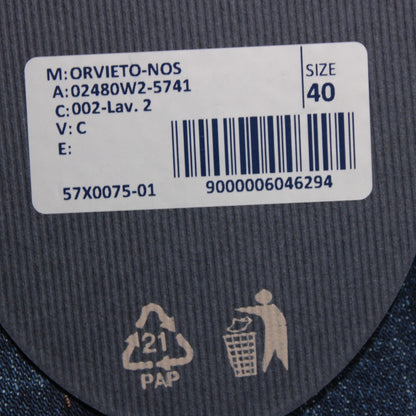 M: ORVIETO-NOS
A: 02480W2-5741
C: 002-Lav. 2
V: C
E:
SIZE
40
57X0075-01
9000006046294
21
PAP